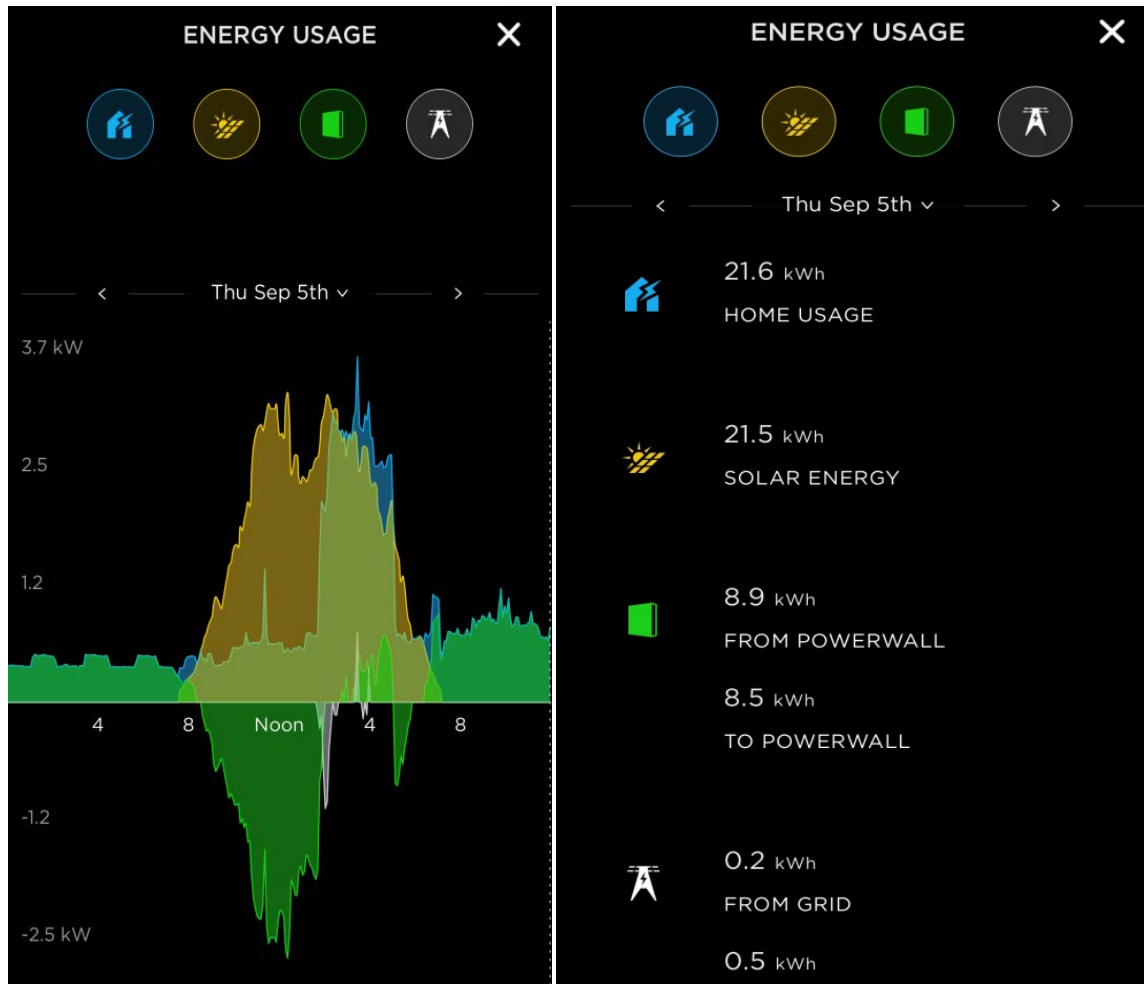 ENERGY USAGE
Thu Sep 5th
3.7 kW
2.5
1.2
4 8 Noon 4 8
-1.2
-2.5 kW
ENERGY USAGE
Thu Sep 5th
21.6 kWh
HOME USAGE
21.5 kWh
SOLAR ENERGY
8.9 kWh
FROM POWERWALL
8.5 kWh
TO POWERWALL
0.2 kWh
FROM GRID
0.5 kWh